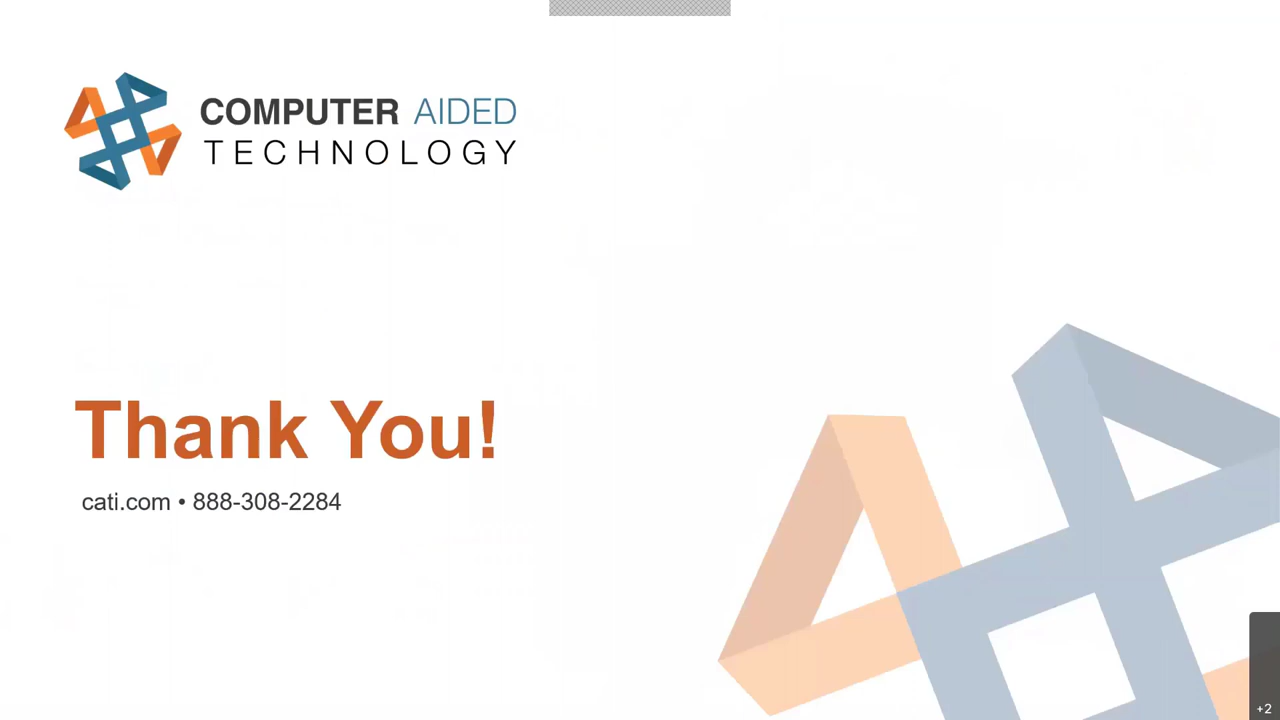 COMPUTER AIDED
TECHNOLOGY
Thank You!
cati.com • 888-308-2284
+2